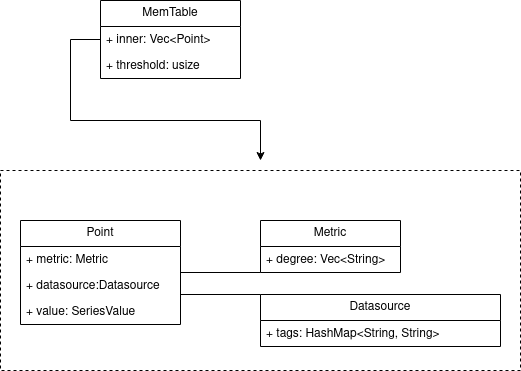 MemTable
+ inner: Vec<Point>
+ threshold: usize
Point
+ metric: Metric
+ datasource:Datasource
+ value: SeriesValue
Metric
+ degree: Vec<String>
Datasource
+ tags: HashMap<String, String>